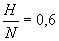 H/N = 0,6